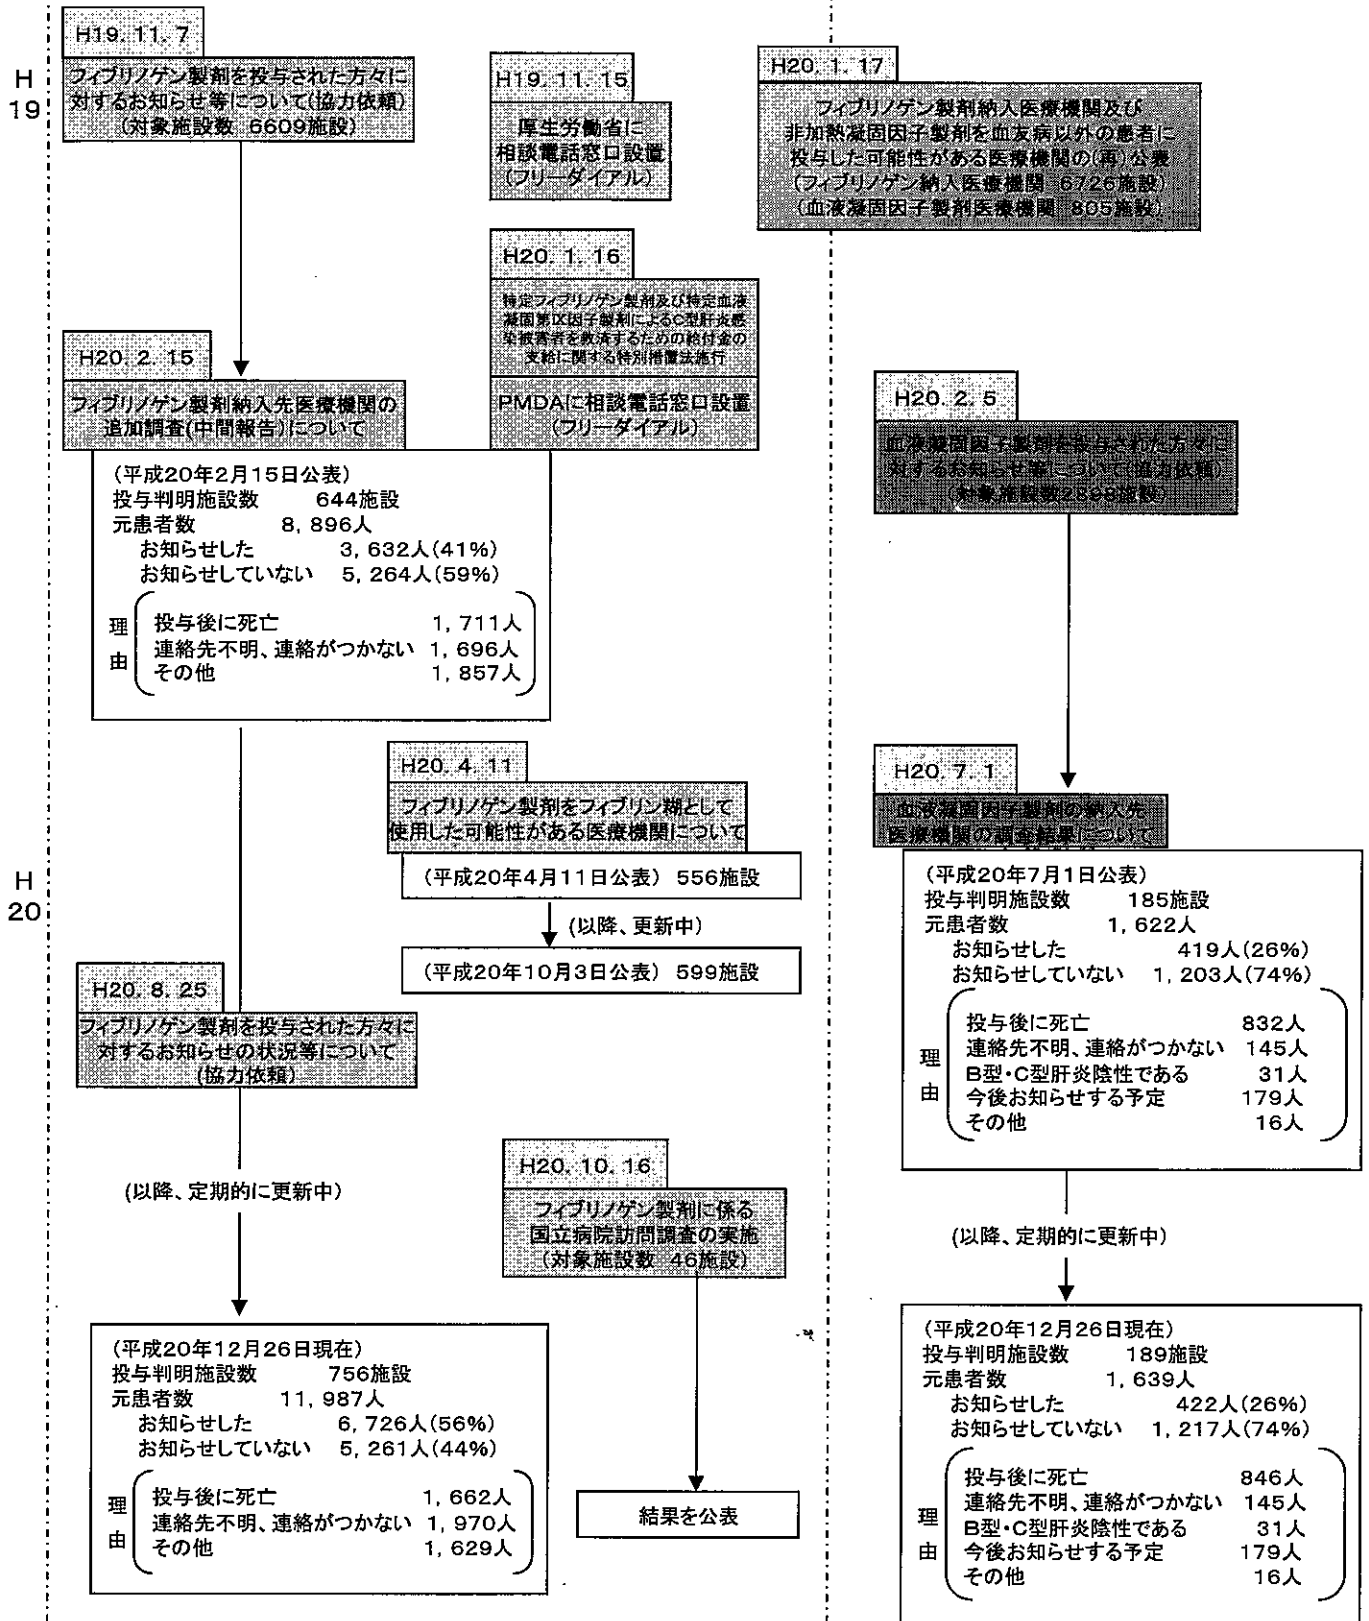 H
19
H19. 11. 7
フィブリノゲン製剤を投与された方々に
対するお知らせ等について(協力依頼)
(対象施設数 6609施設)
H19. 11. 15
厚生労働省に
相談電話窓口設置
(フリーダイアル)
H20. 1. 17
フィブリノゲン製剤納入医療機関及び
非加熱凝固因子製剤を血友病以外の患者に
投与した可能性がある医療機関の(再)公表
(フィブリノゲン納入医療機関 6726施設)
(血液凝固因子製剤医療機関 805施設)
H20. 1. 16
特定フィブリノゲン製剤及び特定血液
凝固第Ⅸ因子製剤によるC型肝炎感
染被害者を救済するための給付金の
支給に関する特別措置法施行
PMDAに相談電話窓口設置
(フリーダイアル)
H20. 2. 15
フィブリノゲン製剤納入先医療機関の
追加調査(中間報告)について
(平成20年2月15日公表)
投与判明施設数 644施設
元患者数 8, 896人
お知らせした 3, 632人(41%)
お知らせしていない 5, 264人(59%)
理
由
投与後に死亡 1, 711人
連絡先不明、連絡がつかない 1, 696人
その他 1, 857人
H20. 2. 5
血液凝固因子製剤を投与された方々に
対するお知らせ等について(協力依頼)
H20. 4. 11
フィブリノゲン製剤をフィブリン糊として
使用した可能性がある医療機関について
(平成20年4月11日公表) 556施設
(以降、更新中)
(平成20年10月3日公表) 599施設
H20. 7. 1
血液凝固因子製剤の納入先
医療機関の調査結果について
(平成20年7月1日公表)
投与判明施設数 185施設
元患者数 1, 622人
お知らせした 419人(26%)
お知らせしていない 1, 203人(74%)
理
由
投与後に死亡 832人
連絡先不明、連絡がつかない 145人
B型・C型肝炎陰性である 31人
今後お知らせする予定 179人
その他 16人
H
20
H20. 8. 25
フィブリノゲン製剤を投与された方々に
対するお知らせの状況等について
(協力依頼)
(以降、定期的に更新中)
H20. 10. 16
フィブリノゲン製剤に係る
国立病院訪問調査の実施
(対象施設数 46施設)
結果を公表
(以降、定期的に更新中)
(平成20年12月26日現在)
投与判明施設数 756施設
元患者数 11, 987人
お知らせした 6, 726人(56%)
お知らせしていない 5, 261人(44%)
理
由
投与後に死亡 1, 662人
連絡先不明、連絡がつかない 1, 970人
その他 1, 629人
(平成20年12月26日現在)
投与判明施設数 189施設
元患者数 1, 639人
お知らせした 422人(26%)
お知らせしていない 1, 217人(74%)
理
由
投与後に死亡 846人
連絡先不明、連絡がつかない 145人
B型・C型肝炎陰性である 31人
今後お知らせする予定 179人
その他 16人